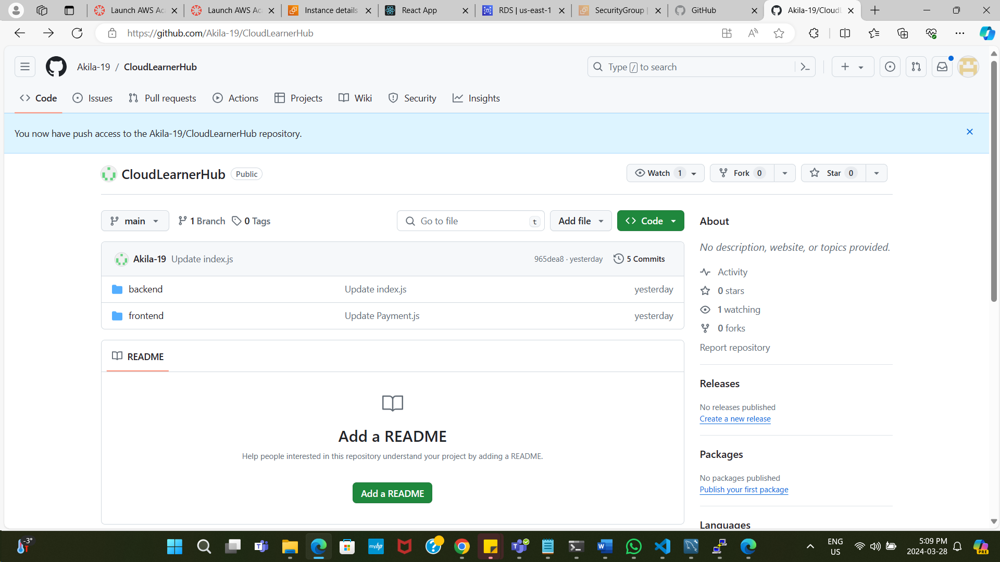 Launch AWS Aca
Launch AWS Aca
Instance details
React App
RDS | us-east-1
SecurityGroup |
GitHub
Akila-19/CloudL
https://github.com/Akila-19/CloudLearnerHub
Akila-19 / CloudLearnerHub
Type / to search
Code
Issues
Pull requests
Actions
Projects
Wiki
Security
Insights
You now have push access to the Akila-19/CloudLearnerHub repository.
CloudLearnerHub Public
Watch 1
Fork 0
Star 0
main
1 Branch
0 Tags
Go to file t
Add file
Code
Akila-19 Update index.js
965dea8 · yesterday
5 Commits
backend Update index.js yesterday
frontend Update Payment.js yesterday
README
Add a README
Help people interested in this repository understand your project by adding a README.
Add a README
About
No description, website, or topics provided.
Activity
0 stars
1 watching
0 forks
Report repository
Releases
No releases published
Create a new release
Packages
No packages published
Publish your first package
Languages
-3°
myhp
ENG
US
5:09 PM
2024-03-28
PRE